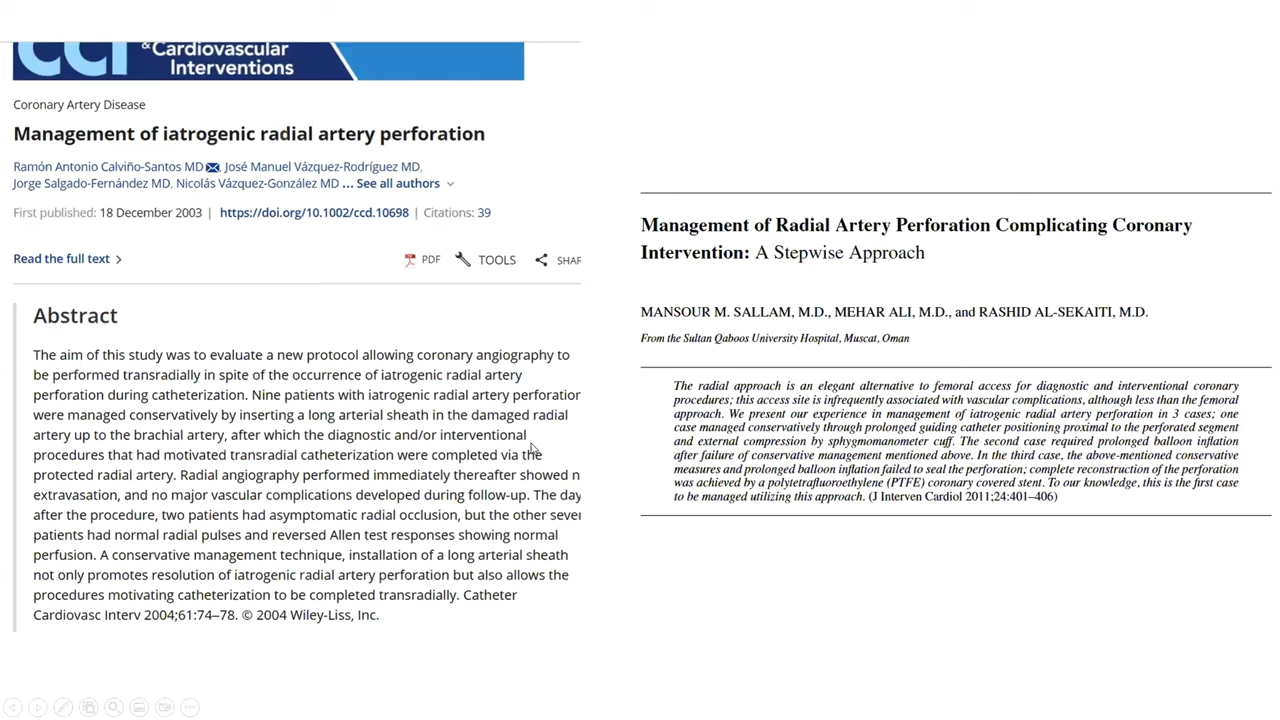 CCI & Cardiovascular
Interventions
Coronary Artery Disease
Management of iatrogenic radial artery perforation
Ramón Antonio Calviño-Santos MD, José Manuel Vázquez-Rodríguez MD,
Jorge Salgado-Fernández MD, Nicolás Vázquez-González MD ... See all authors
First published: 18 December 2003 | https://doi.org/10.1002/ccd.10698 | Citations: 39
Read the full text > PDF TOOLS SHAR
Abstract
The aim of this study was to evaluate a new protocol allowing coronary angiography to
be performed transradially in spite of the occurrence of iatrogenic radial artery
perforation during catheterization. Nine patients with iatrogenic radial artery perforation
were managed conservatively by inserting a long arterial sheath in the damaged radial
artery up to the brachial artery, after which the diagnostic and/or interventional
procedures that had motivated transradial catheterization were completed via the
protected radial artery. Radial angiography performed immediately thereafter showed n
extravasation, and no major vascular complications developed during follow-up. The day
after the procedure, two patients had asymptomatic radial occlusion, but the other seven
patients had normal radial pulses and reversed Allen test responses showing normal
perfusion. A conservative management technique, installation of a long arterial sheath
not only promotes resolution of iatrogenic radial artery perforation but also allows the
procedures motivating catheterization to be completed transradially. Catheter
Cardiovasc Interv 2004;61:74–78. © 2004 Wiley-Liss, Inc.
Management of Radial Artery Perforation Complicating Coronary
Intervention: A Stepwise Approach
MANSOUR M. SALLAM, M.D., MEHAR ALI, M.D., and RASHID AL-SEKAITI, M.D.
From the Sultan Qaboos University Hospital, Muscat, Oman
The radial approach is an elegant alternative to femoral access for diagnostic and interventional coronary
procedures; this access site is infrequently associated with vascular complications, although less than the femoral
approach. We present our experience in management of iatrogenic radial artery perforation in 3 cases; one
case managed conservatively through prolonged guiding catheter positioning proximal to the perforated segment
and external compression by sphygmomanometer cuff. The second case required prolonged balloon inflation
after failure of conservative management mentioned above. In the third case, the above-mentioned conservative
measures and prolonged balloon inflation failed to seal the perforation; complete reconstruction of the perforation
was achieved by a polytetrafluoroethylene (PTFE) coronary covered stent. To our knowledge, this is the first case
to be managed utilizing this approach. (J Interven Cardiol 2011;24:401–406)